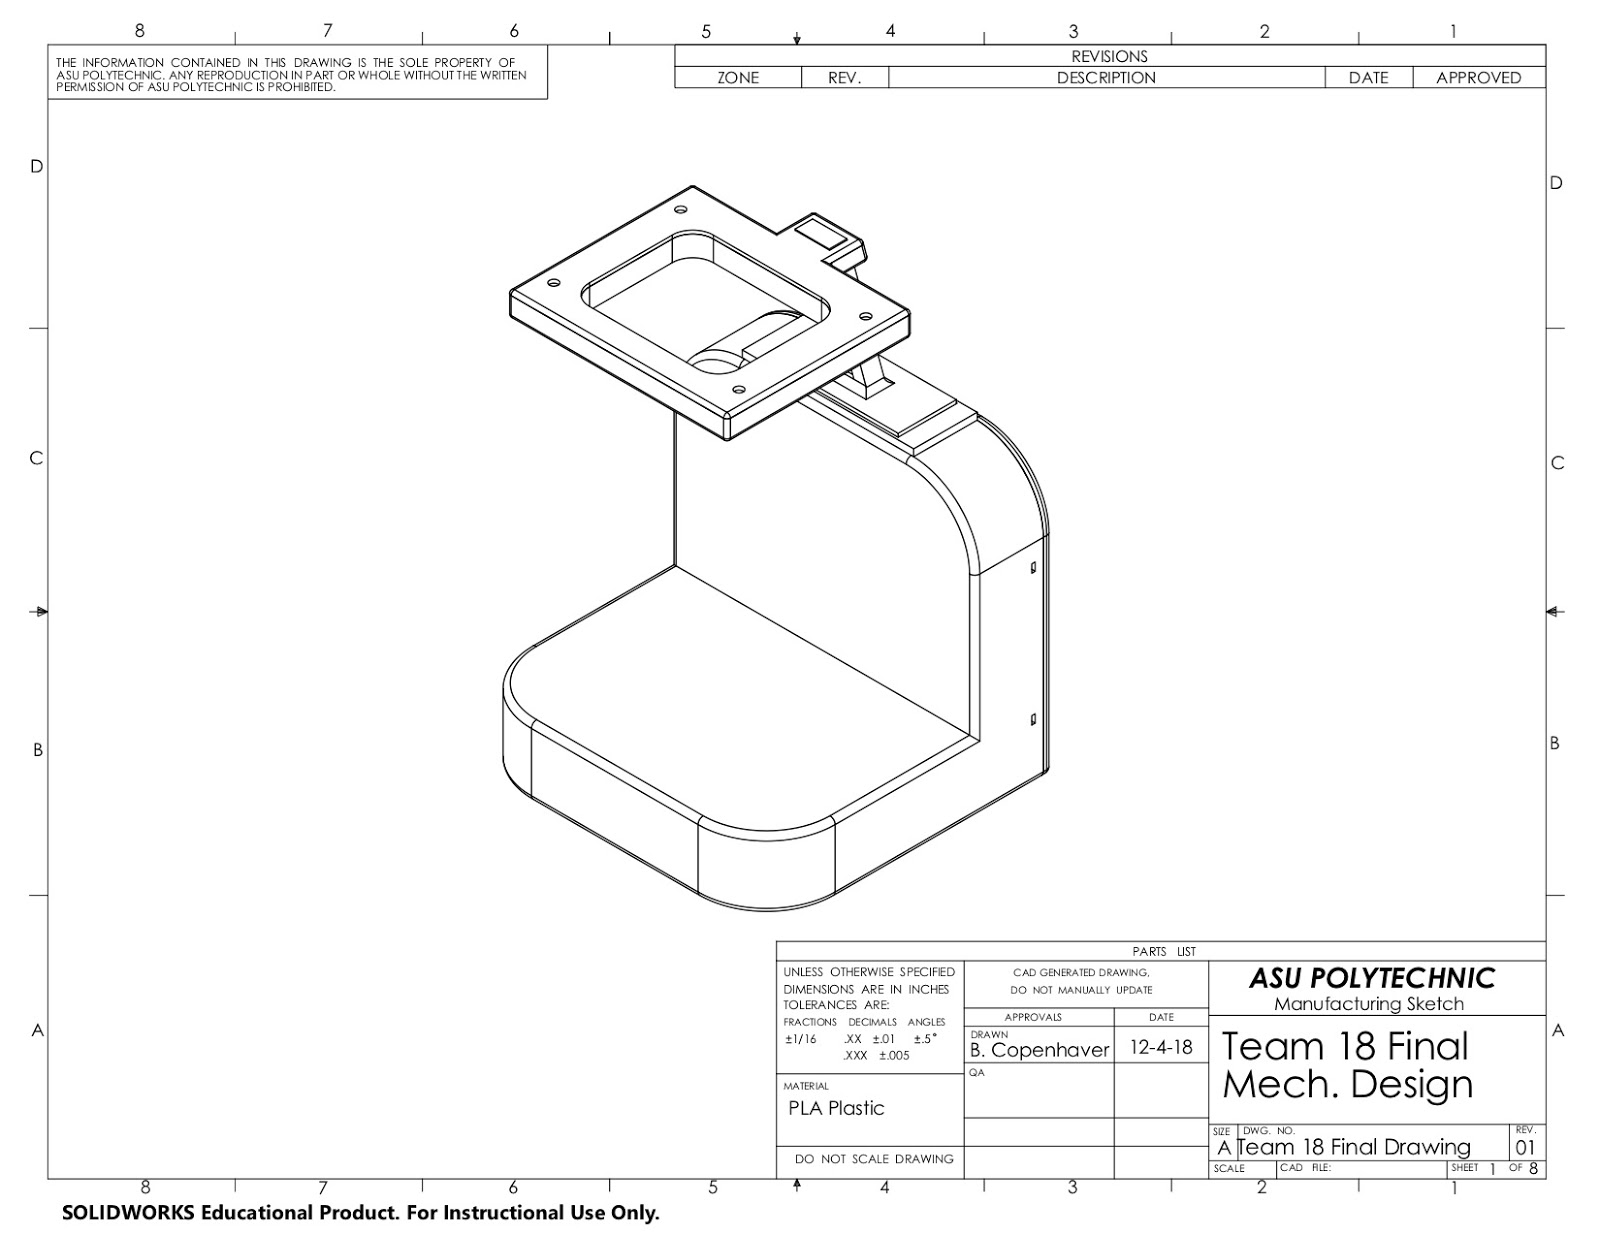 8 7 6 5 4 3 2 1
THE INFORMATION CONTAINED IN THIS DRAWING IS THE SOLE PROPERTY OF
ASU POLYTECHNIC. ANY REPRODUCTION IN PART OR WHOLE WITHOUT THE WRITTEN
PERMISSION OF ASU POLYTECHNIC IS PROHIBITED.
REVISIONS
ZONE REV. DESCRIPTION DATE APPROVED
D D
C C
B B
A A
PARTS LIST
UNLESS OTHERWISE SPECIFIED
DIMENSIONS ARE IN INCHES
TOLERANCES ARE:
FRACTIONS DECIMALS ANGLES
±1/16 .XX ±.01 ±.5°
.XXX ±.005
MATERIAL
PLA Plastic
DO NOT SCALE DRAWING
CAD GENERATED DRAWING,
DO NOT MANUALLY UPDATE
APPROVALS DATE
DRAWN
B. Copenhaver 12-4-18
QA
ASU POLYTECHNIC
Manufacturing Sketch
Team 18 Final
Mech. Design
SIZE DWG. NO. REV.
A Team 18 Final Drawing 01
SCALE CAD FILE: SHEET 1 OF 8
8 7 6 5 4 3 2 1
SOLIDWORKS Educational Product. For Instructional Use Only.